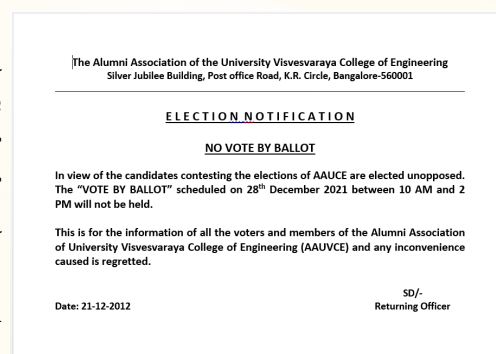 The Alumni Association of the University Visvesvaraya College of Engineering
Silver Jubilee Building, Post office Road, K.R. Circle, Bangalore-560001
E L E C T I O N  N O T I F I C A T I O N
NO VOTE BY BALLOT
In view of the candidates contesting the elections of AAUCE are elected unopposed.
The “VOTE BY BALLOT” scheduled on 28th December 2021 between 10 AM and 2
PM will not be held.
This is for the information of all the voters and members of the Alumni Association
of University Visvesvaraya College of Engineering (AAUVCE) and any inconvenience
caused is regretted.
SD/-
Date: 21-12-2012 Returning Officer